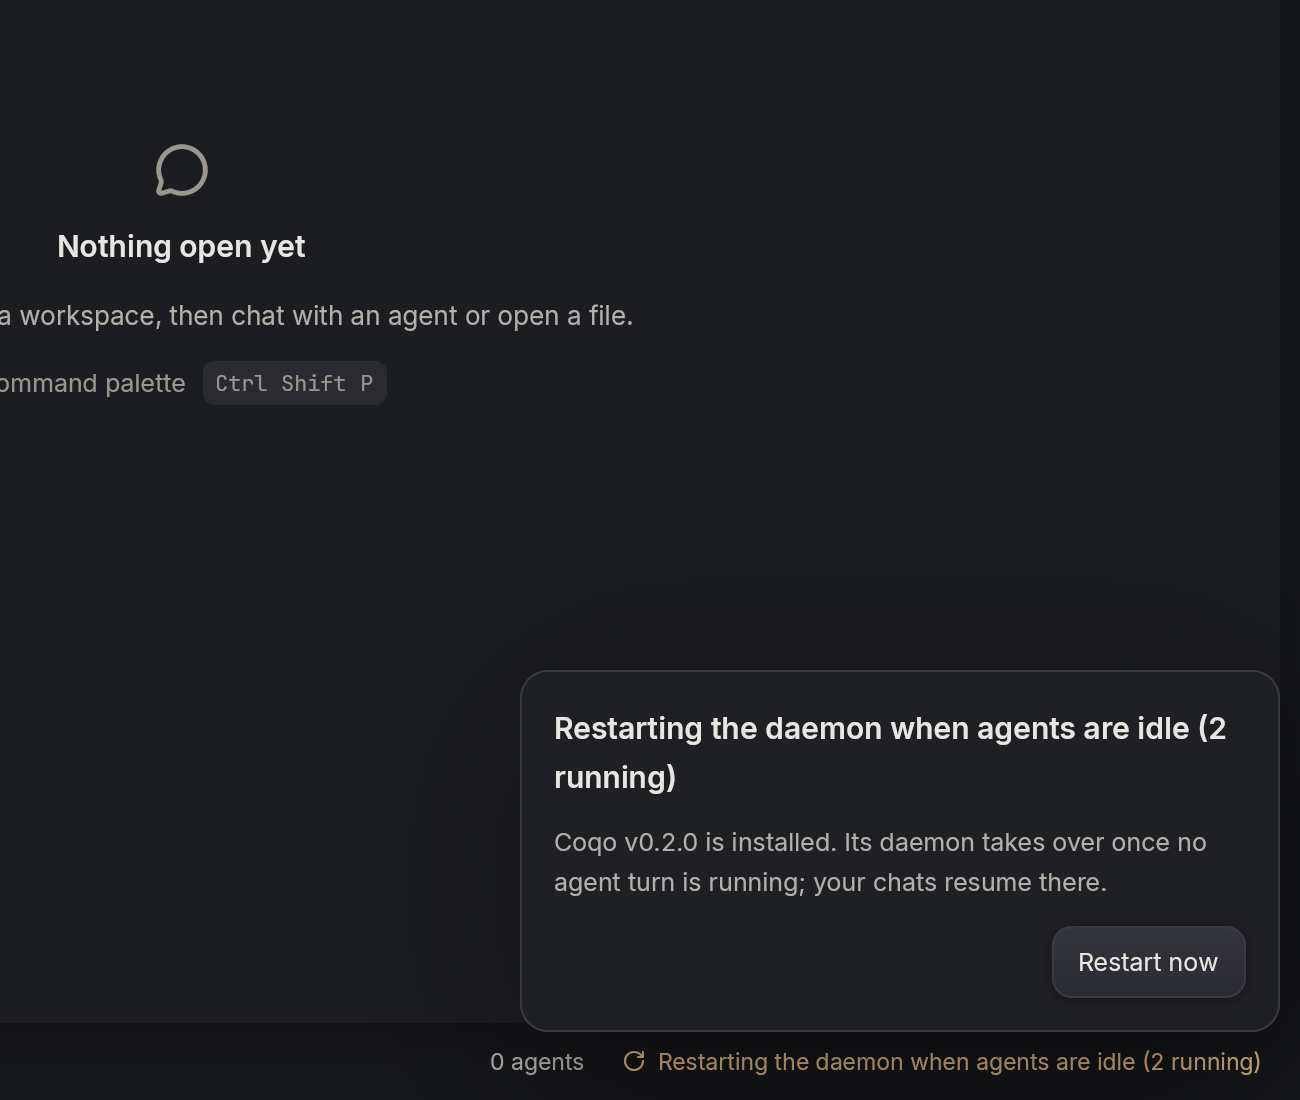 Nothing open yet
a workspace, then chat with an agent or open a file.
ommand palette Ctrl Shift P
Restarting the daemon when agents are idle (2
running)
Coqo v0.2.0 is installed. Its daemon takes over once no
agent turn is running; your chats resume there.
Restart now
0 agents Restarting the daemon when agents are idle (2 running)